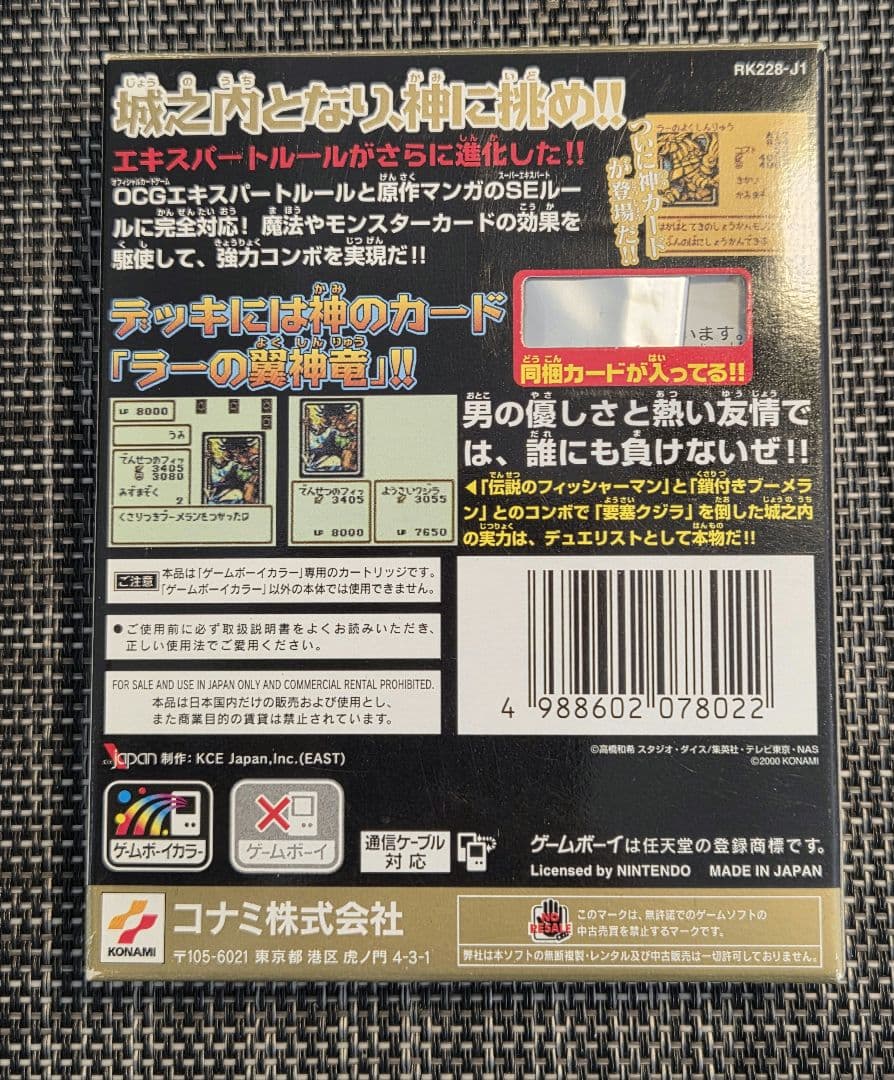 RK228-J1
城之内となり、神に挑め!!
エキスパートルールがさらに進化した!!
OCGエキスパートルールと原作マンガのSEルー
ルに完全対応! 魔法やモンスターカードの効果を
駆使して、強力コンボを実現だ!!
ついに神カード
が登場だ!!
ラーのよくしんりゅう
コスト
デッキには神のカード
「ラーの翼神竜」!!
います。
同梱カードが入ってる!!
LP 8000
うみ
でんせつのフィッ
3405
3080
みずまぞく
2
くさりつきブーメランをつかったロ
でんせつのフィッ
3405
LP 8000
ようさいクジラ
3055
LP 7650
男の優しさと熱い友情で
は、誰にも負けないぜ!!
◀「伝説のフィッシャーマン」と「鎖付きブーメラ
ン」とのコンボで「要塞クジラ」を倒した城之内
の実力は、デュエリストとして本物だ!!
ご注意
本品は「ゲームボーイカラー」専用のカートリッジです。
「ゲームボーイカラー」以外の本体では使用できません。
●ご使用前に必ず取扱説明書をよくお読みいただき、
正しい使用法でご愛用ください。
FOR SALE AND USE IN JAPAN ONLY AND COMMERCIAL RENTAL PROHIBITED.
本品は日本国内だけの販売および使用とし、
また商業目的の賃貸は禁止されています。
4 988602 078022
Japan 制作: KCE Japan,Inc.(EAST)
©高橋和希 スタジオ・ダイス/集英社・テレビ東京・NAS
©2000 KONAMI
ゲームボーイカラー
ゲームボーイ
通信ケーブル
対応
ゲームボーイは任天堂の登録商標です。
Licensed by NINTENDO MADE IN JAPAN
KONAMI
コナミ株式会社
〒105-6021 東京都 港区 虎ノ門 4-3-1
NO RESALE
このマークは、無許諾でのゲームソフトの
中古売買を禁止するマークです。
弊社は本ソフトの無断複製・レンタル及び中古販売は一切許可しておりません。